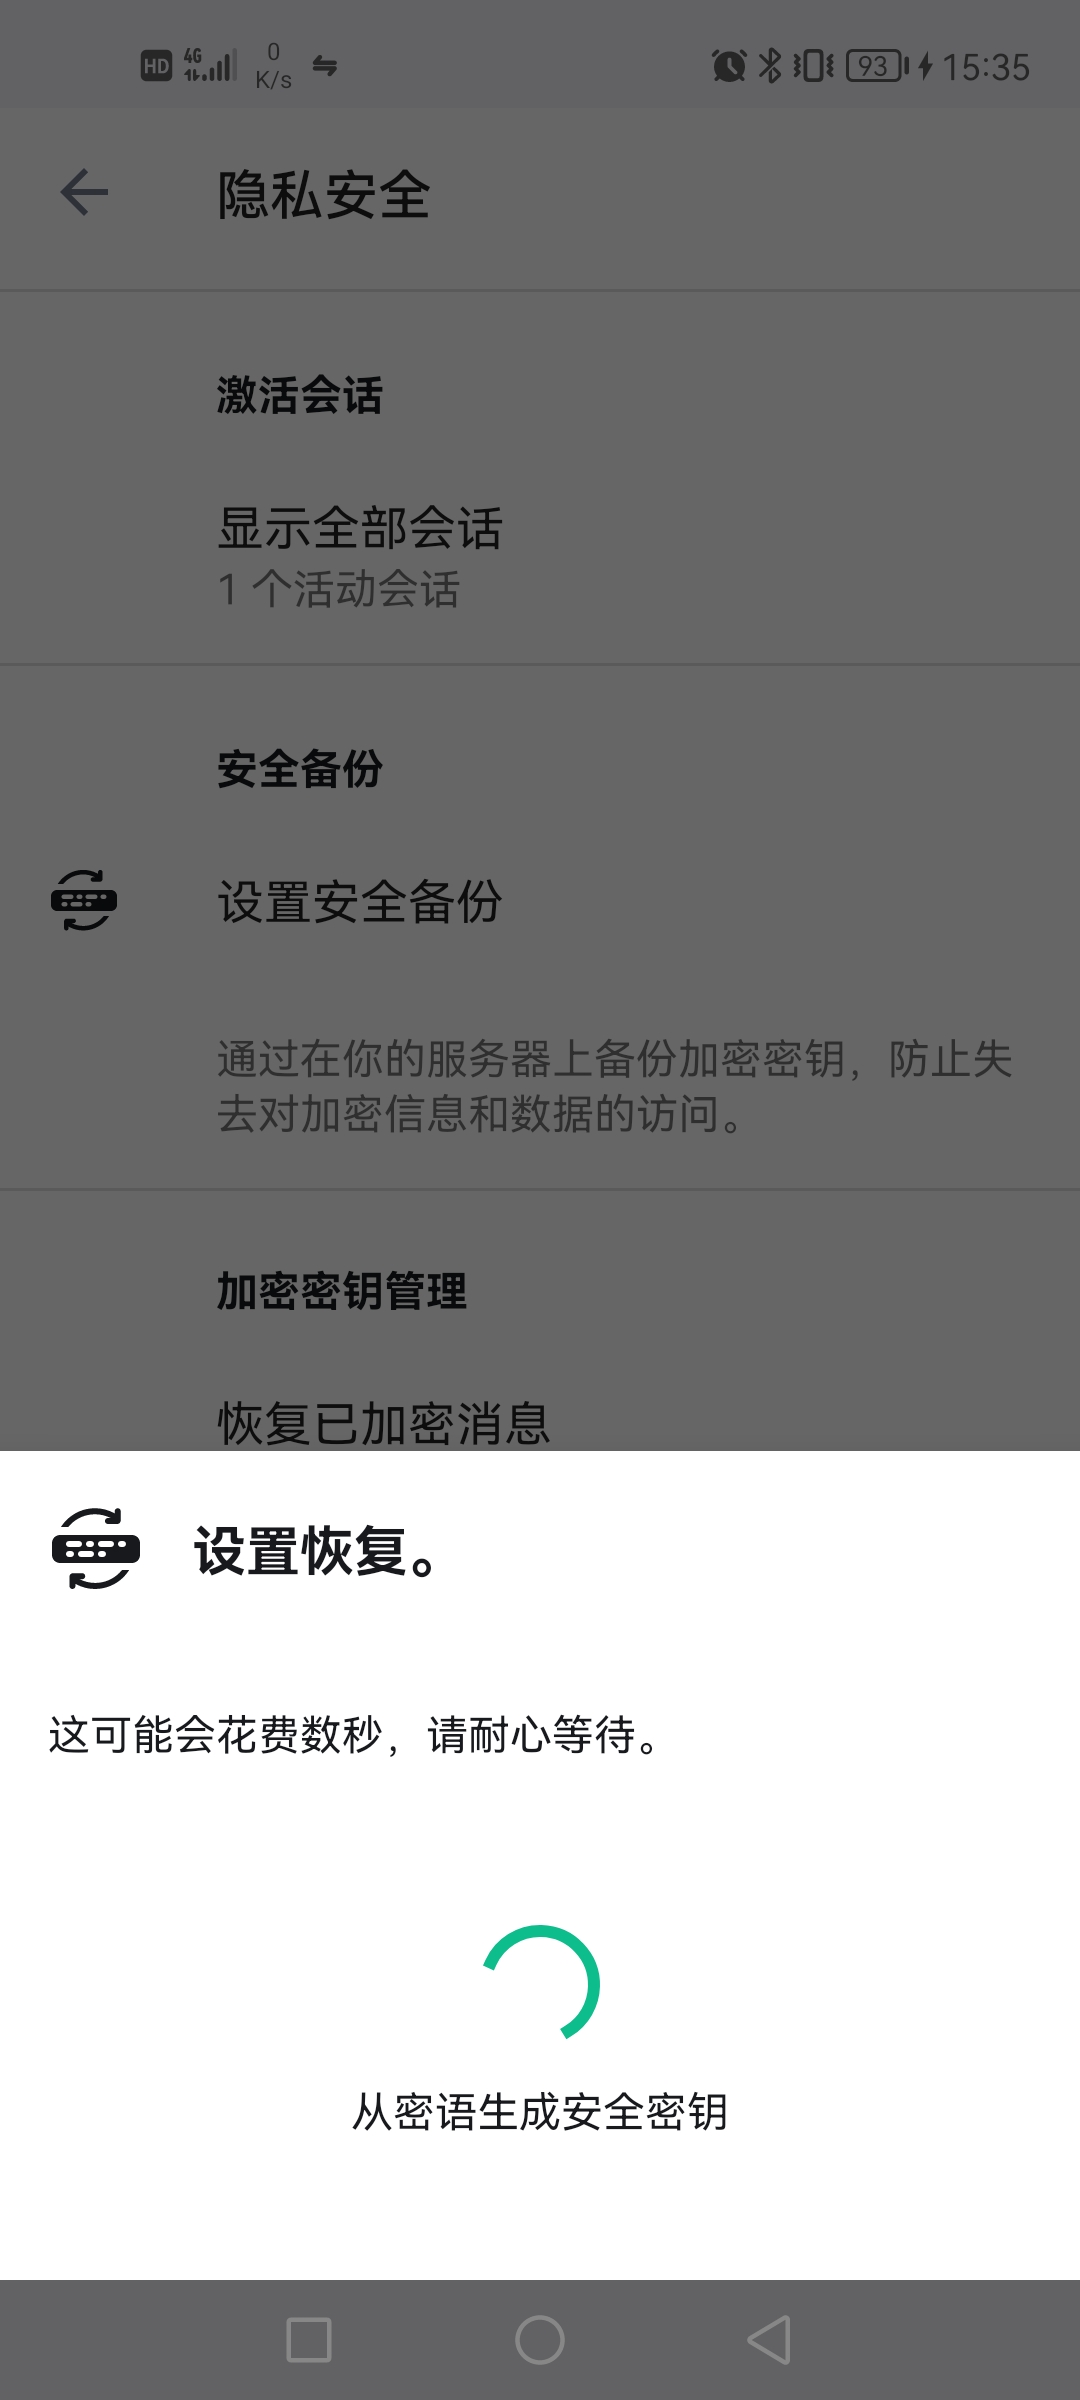 HD 4G 0 K/s 93 15:35
隐私安全
激活会话
显示全部会话
1 个活动会话
安全备份
设置安全备份
通过在你的服务器上备份加密密钥，防止失
去对加密信息和数据的访问。
加密密钥管理
恢复已加密消息
设置恢复。
这可能会花费数秒，请耐心等待。
从密语生成安全密钥